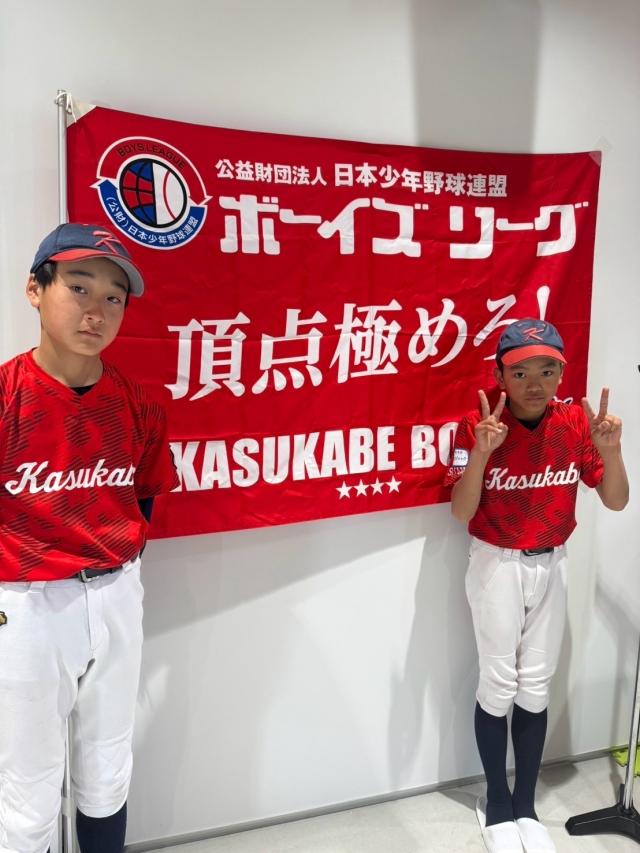 BOYS LEAGUE
(公財)日本少年野球連盟
公益財団法人 日本少年野球連盟
ボーイズリーグ
頂点極めろ!
KASUKABE BO
★★★★
K
Kasukab
K
Kasukabe